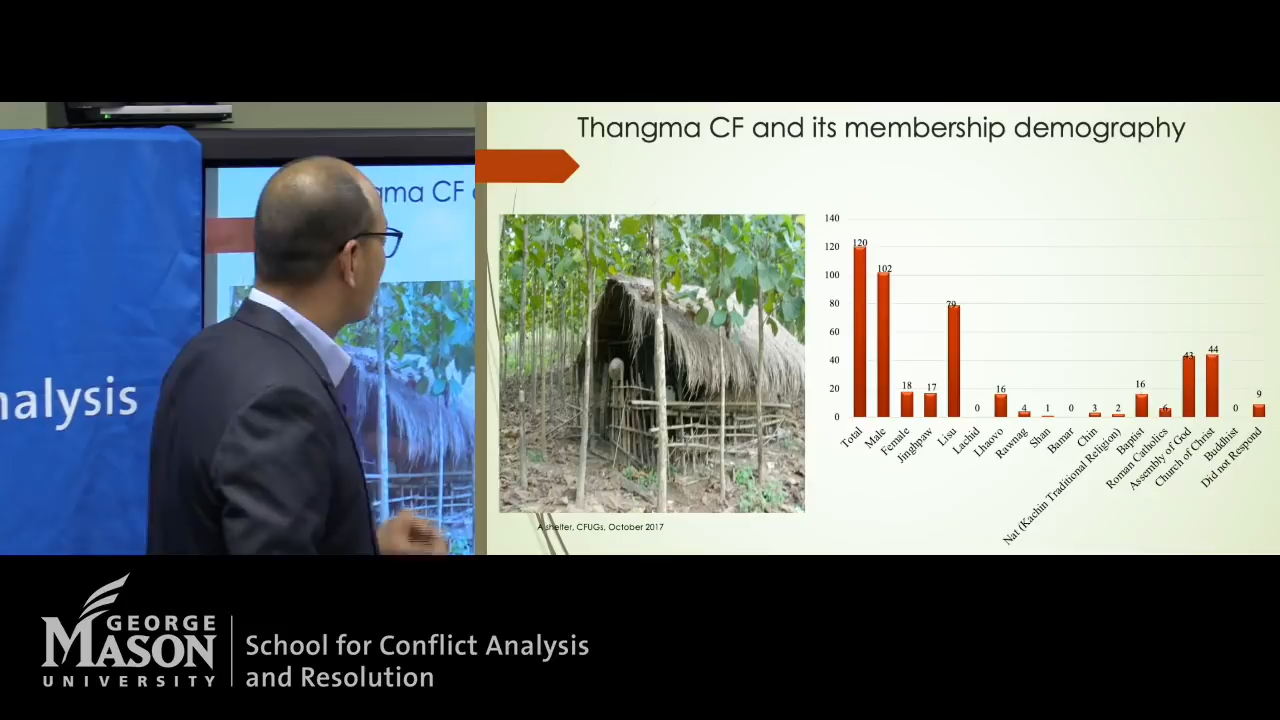 Thangma CF and its membership demography
gma CF
nalysis
140
120
100
80
60
40
20
0
120
102
18
17
79
0
16
4
1
0
3
2
16
6
43
44
0
9
Total
Male
Female
Jinghpaw
Lisu
Lachid
Lhaovo
Rawnag
Shan
Bamar
Chin
Nat (Kachin Traditional Religion)
Baptist
Roman Catholics
Assembly of God
Church of Christ
Buddhist
Did not Respond
A shelter, CFUGs, October 2017
GEORGE
MASON
UNIVERSITY
School for Conflict Analysis
and Resolution